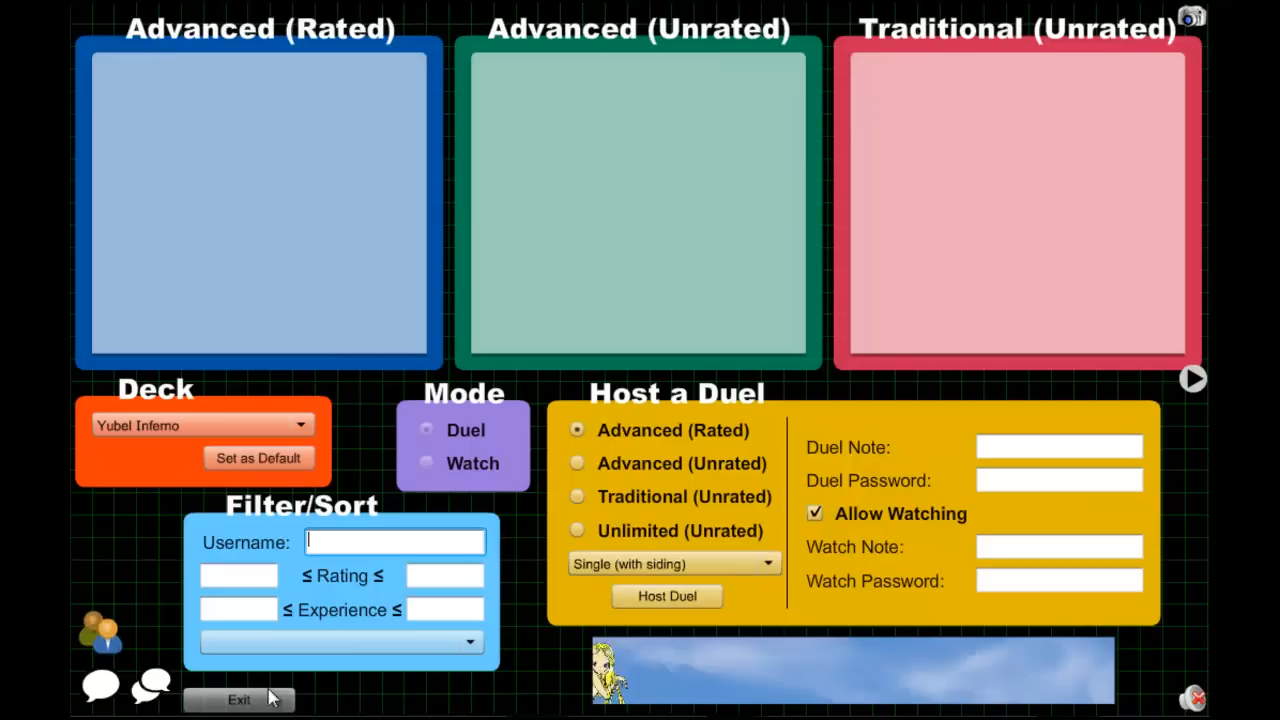 Advanced (Rated)
Advanced (Unrated)
Traditional (Unrated)
Deck
Yubel Inferno
Set as Default
Mode
Duel
Watch
Filter/Sort
Username:
≤ Rating ≤
≤ Experience ≤
Exit
Host a Duel
Advanced (Rated)
Advanced (Unrated)
Traditional (Unrated)
Unlimited (Unrated)
Single (with siding)
Host Duel
Duel Note:
Duel Password:
Allow Watching
Watch Note:
Watch Password: